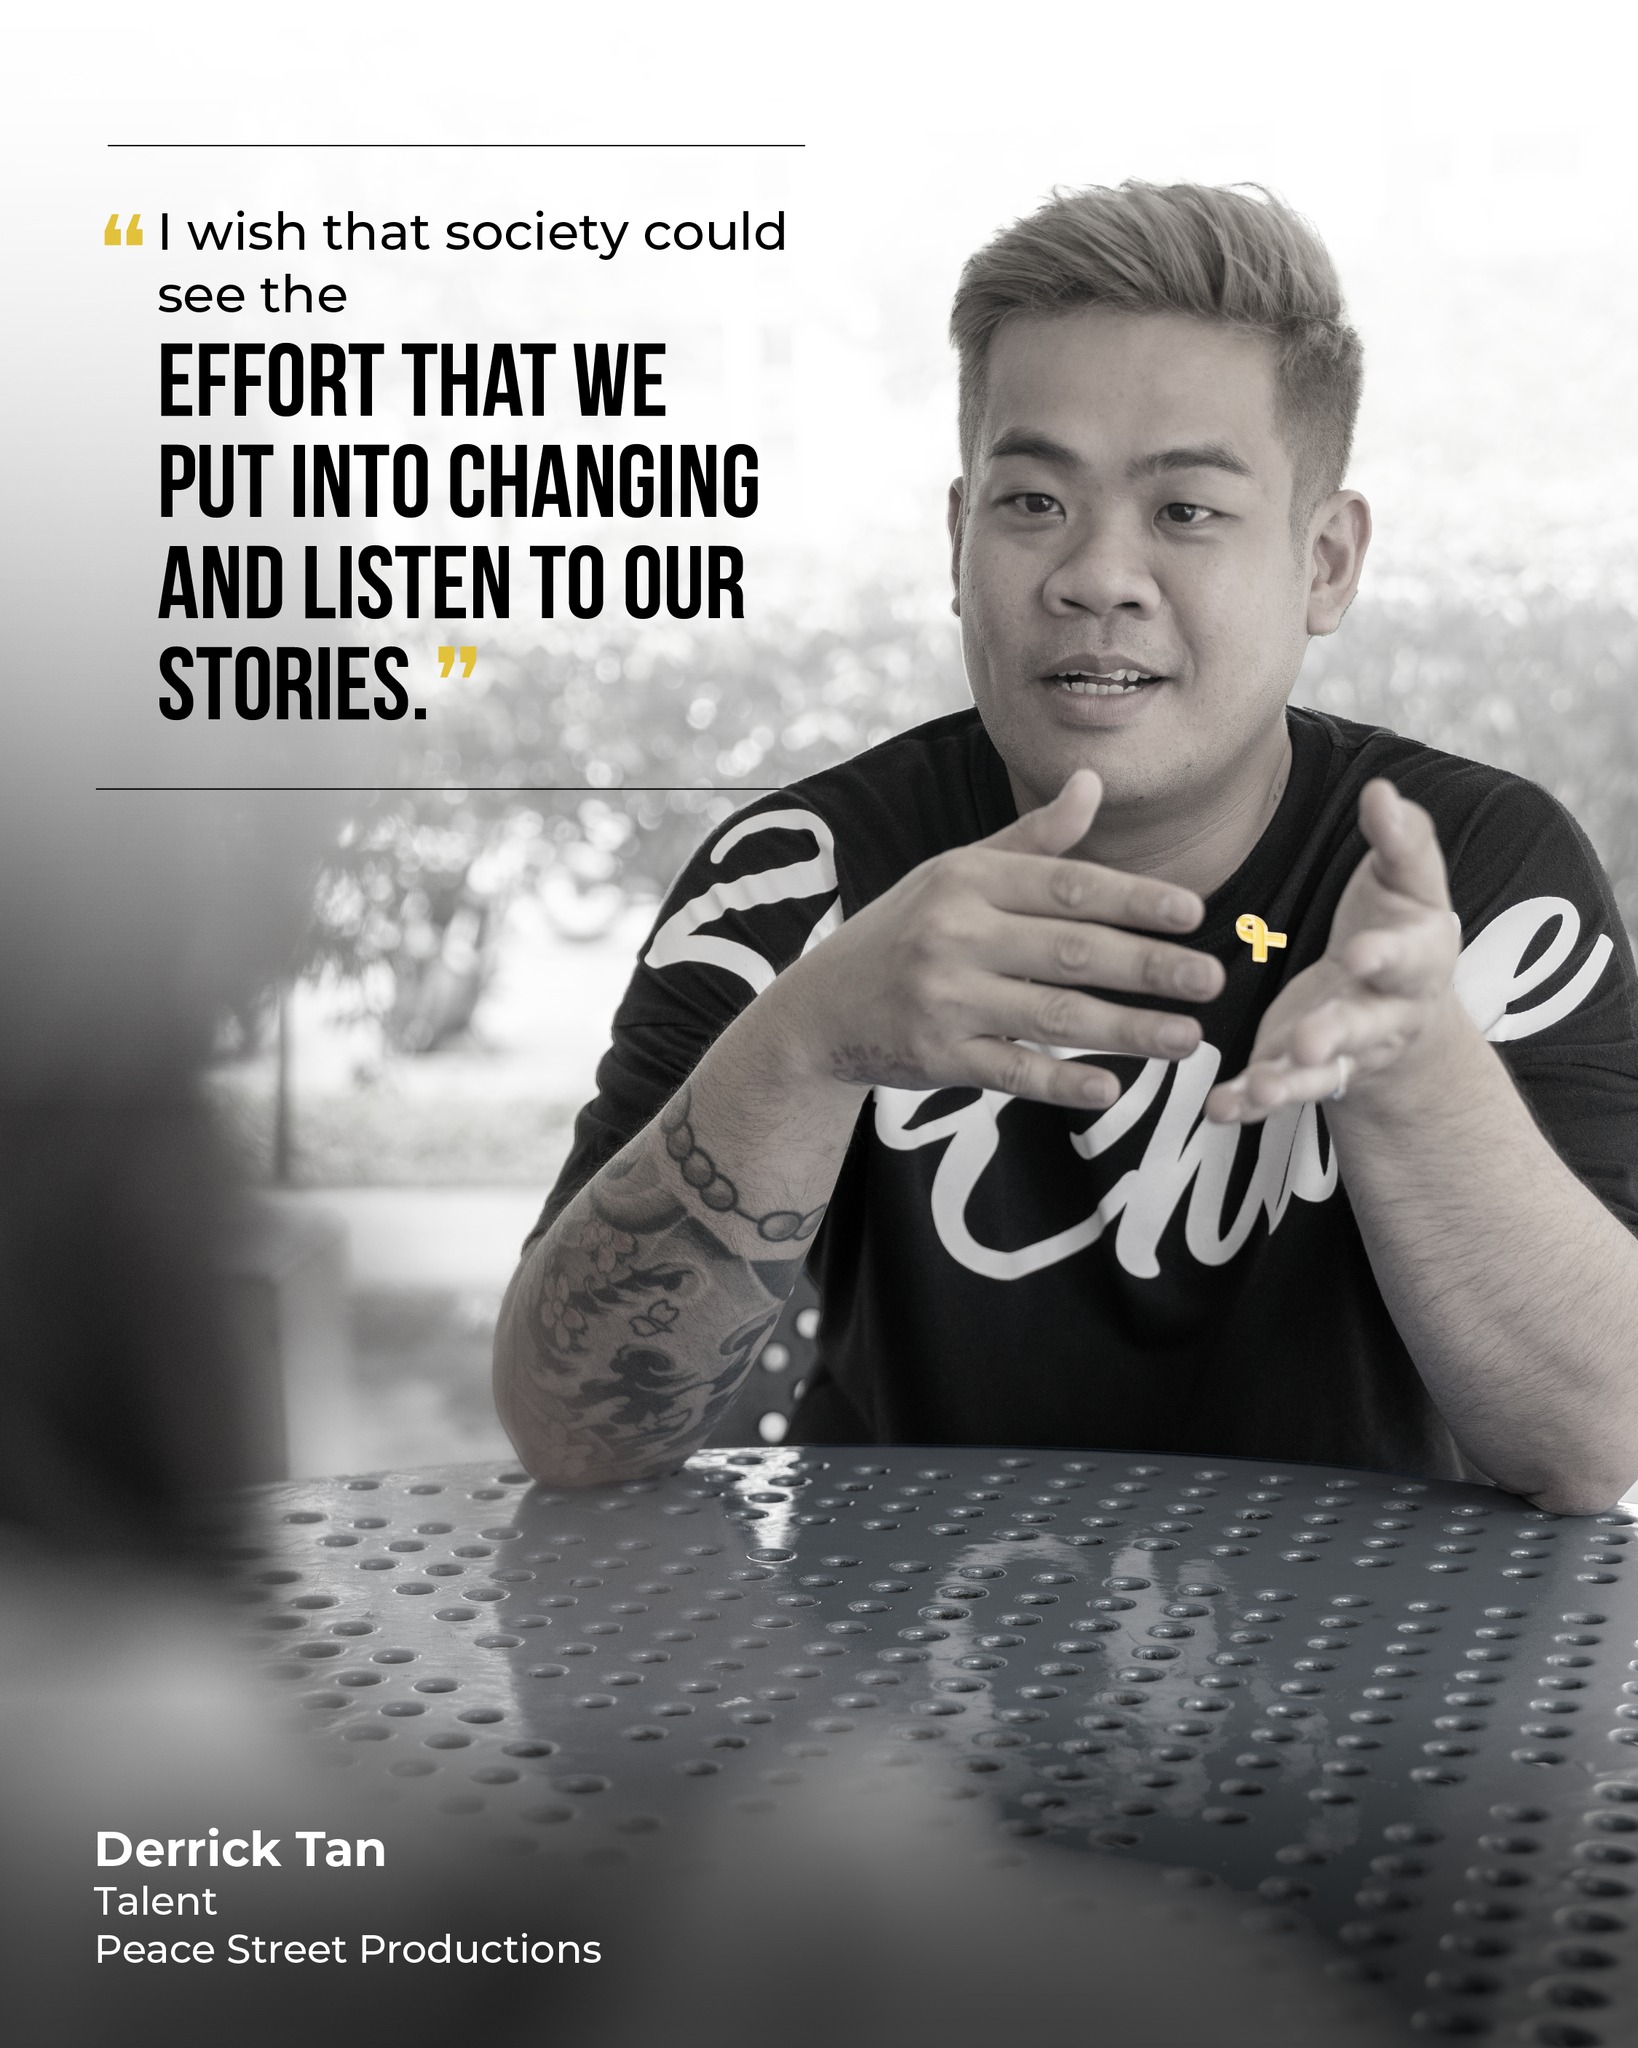 “ I wish that society could
see the
EFFORT THAT WE
PUT INTO CHANGING
AND LISTEN TO OUR
STORIES. ”
2
e
Derrick Tan
Talent
Peace Street Productions